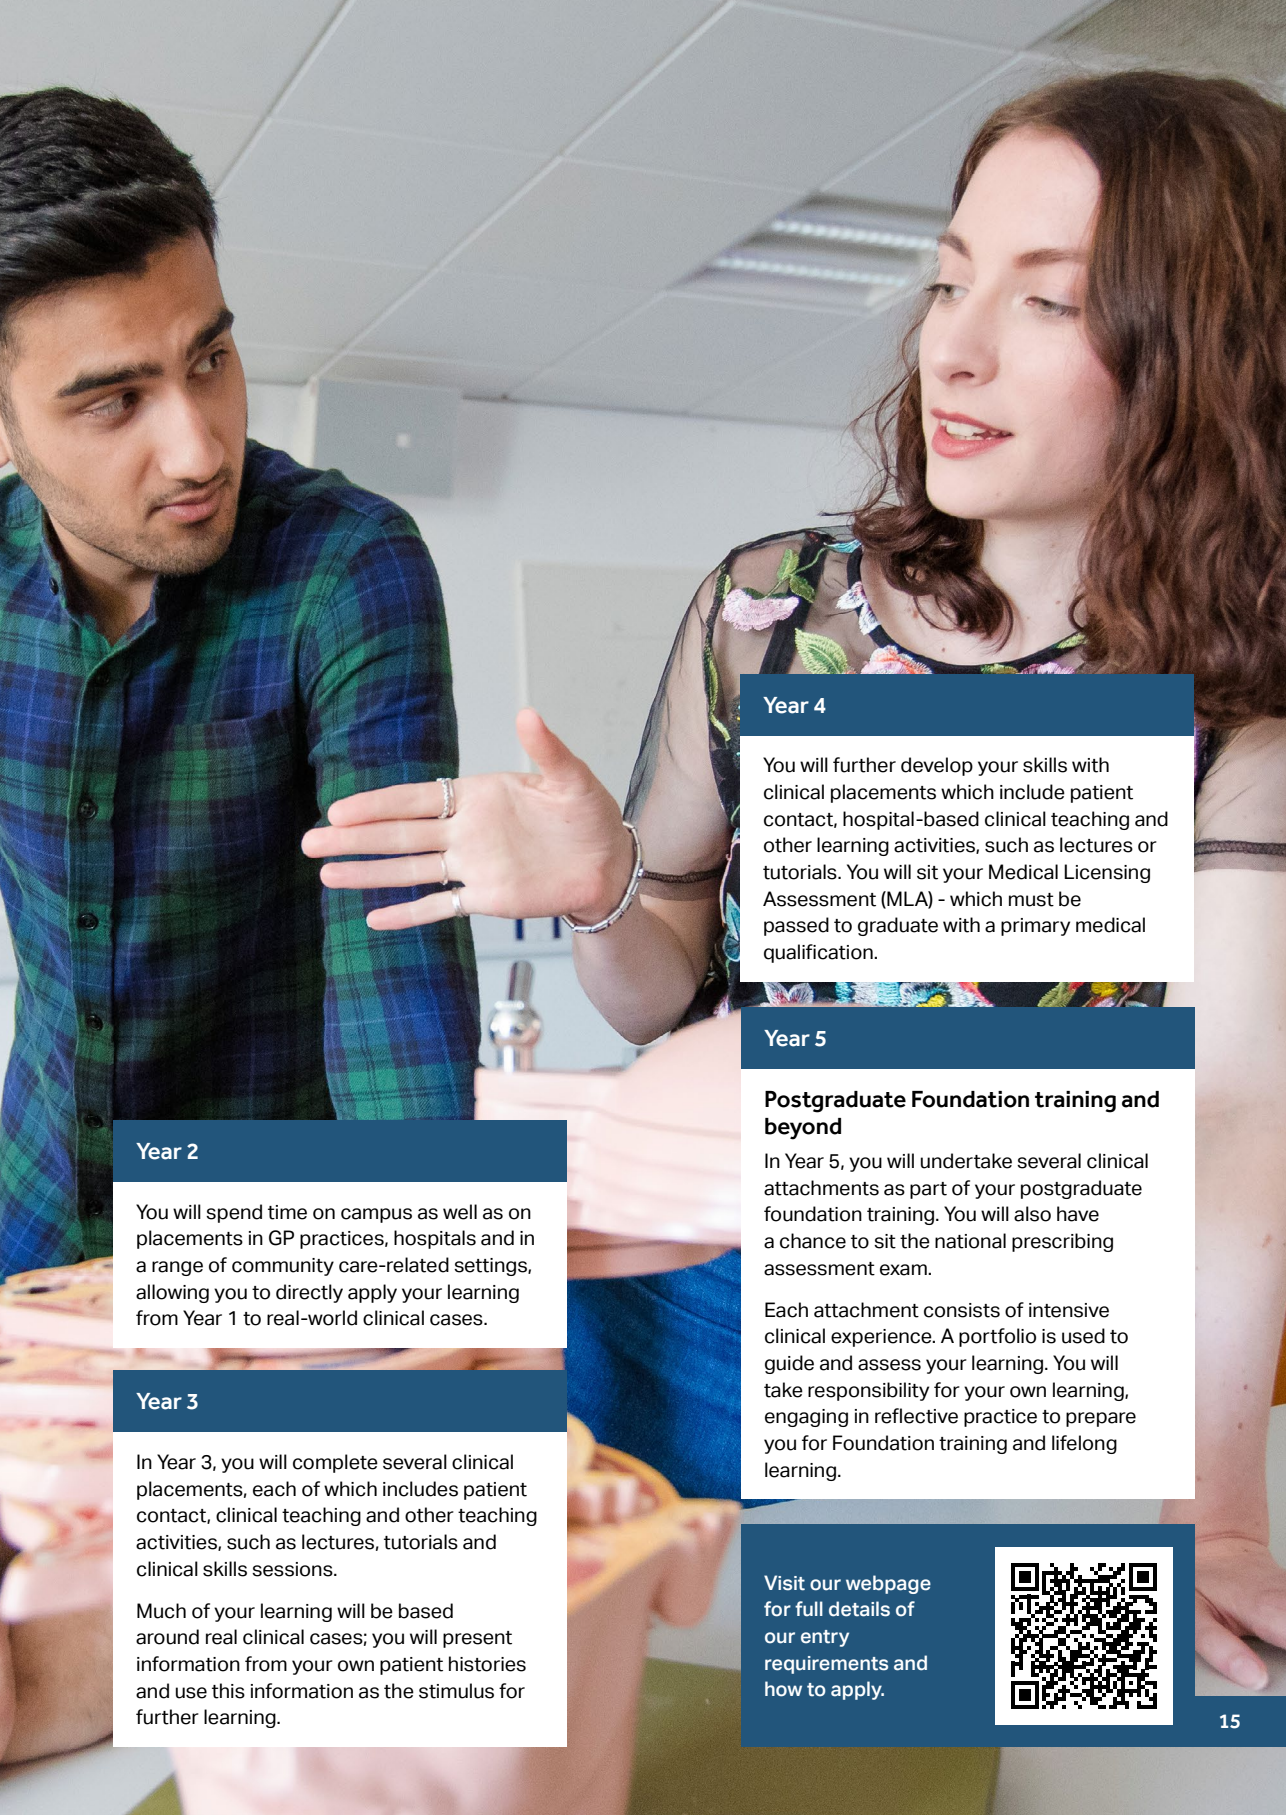 Year 2
You will spend time on campus as well as on
placements in GP practices, hospitals and in
a range of community care-related settings,
allowing you to directly apply your learning
from Year 1 to real-world clinical cases.
Year 3
In Year 3, you will complete several clinical
placements, each of which includes patient
contact, clinical teaching and other teaching
activities, such as lectures, tutorials and
clinical skills sessions.
Much of your learning will be based
around real clinical cases; you will present
information from your own patient histories
and use this information as the stimulus for
further learning.
Year 4
You will further develop your skills with
clinical placements which include patient
contact, hospital-based clinical teaching and
other learning activities, such as lectures or
tutorials. You will sit your Medical Licensing
Assessment (MLA) - which must be
passed to graduate with a primary medical
qualification.
Year 5
Postgraduate Foundation training and
beyond
In Year 5, you will undertake several clinical
attachments as part of your postgraduate
foundation training. You will also have
a chance to sit the national prescribing
assessment exam.
Each attachment consists of intensive
clinical experience. A portfolio is used to
guide and assess your learning. You will
take responsibility for your own learning,
engaging in reflective practice to prepare
you for Foundation training and lifelong
learning.
Visit our webpage
for full details of
our entry
requirements and
how to apply.
15